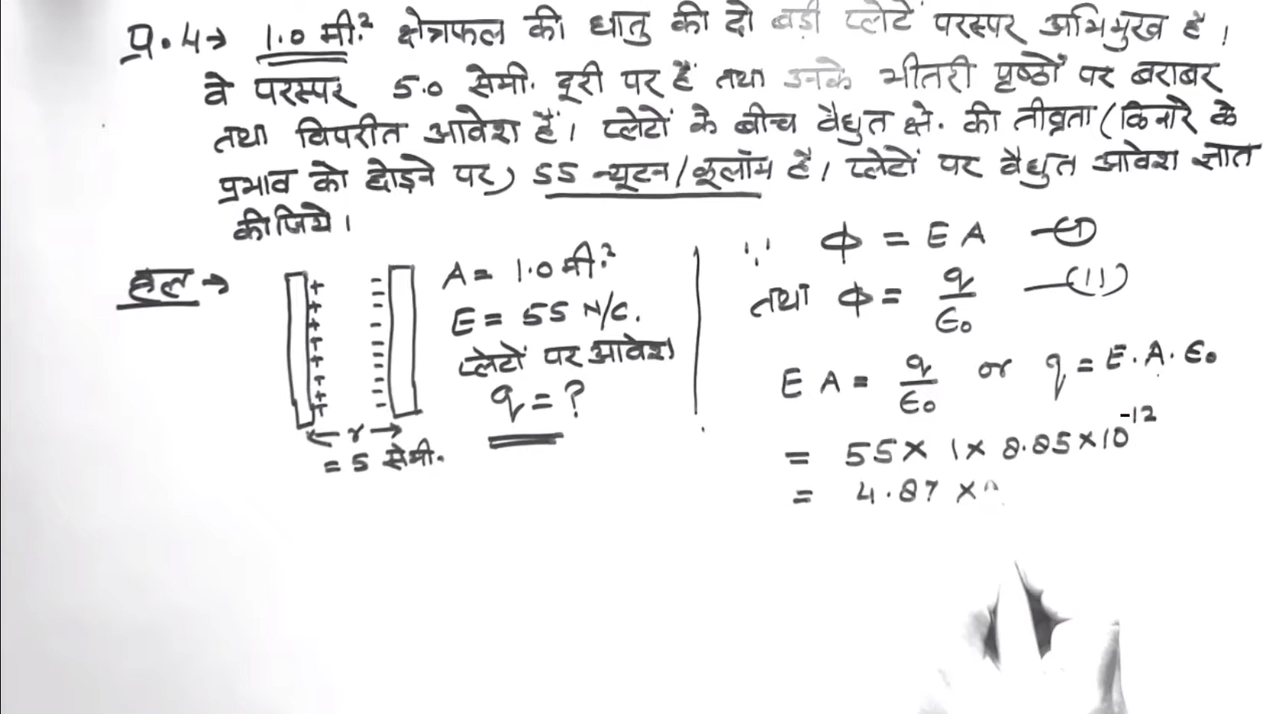 प्र.4→ 1.0 मी.² क्षेत्रफल की धातु की दो बड़ी प्लेटें परस्पर अभिमुख हैं।
वे परस्पर 5.0 सेमी. दूरी पर हैं तथा उनके भीतरी पृष्ठों पर बराबर
तथा विपरीत आवेश हैं। प्लेटों के बीच वैधुत क्षे. की तीव्रता (किनारे के
प्रभाव को छोड़ने पर) 55 न्यूटन/कूलॉम है। प्लेटों पर वैधुत आवेश ज्ञात
कीजिये।
हल →
+ + + + + + + +
- - - - - - - - -
← r →
= 5 सेमी.
A = 1.0 मी.²
E = 55 N/C.
प्लेटों पर आवेश
q = ?
∵ ϕ = EA —(1)
तथा ϕ = q/ϵ₀ —(11)
E A = q/ϵ₀ or q = E.A.ϵ₀
= 55 × 1 × 8.85 × 10⁻¹²
= 4.87 ×